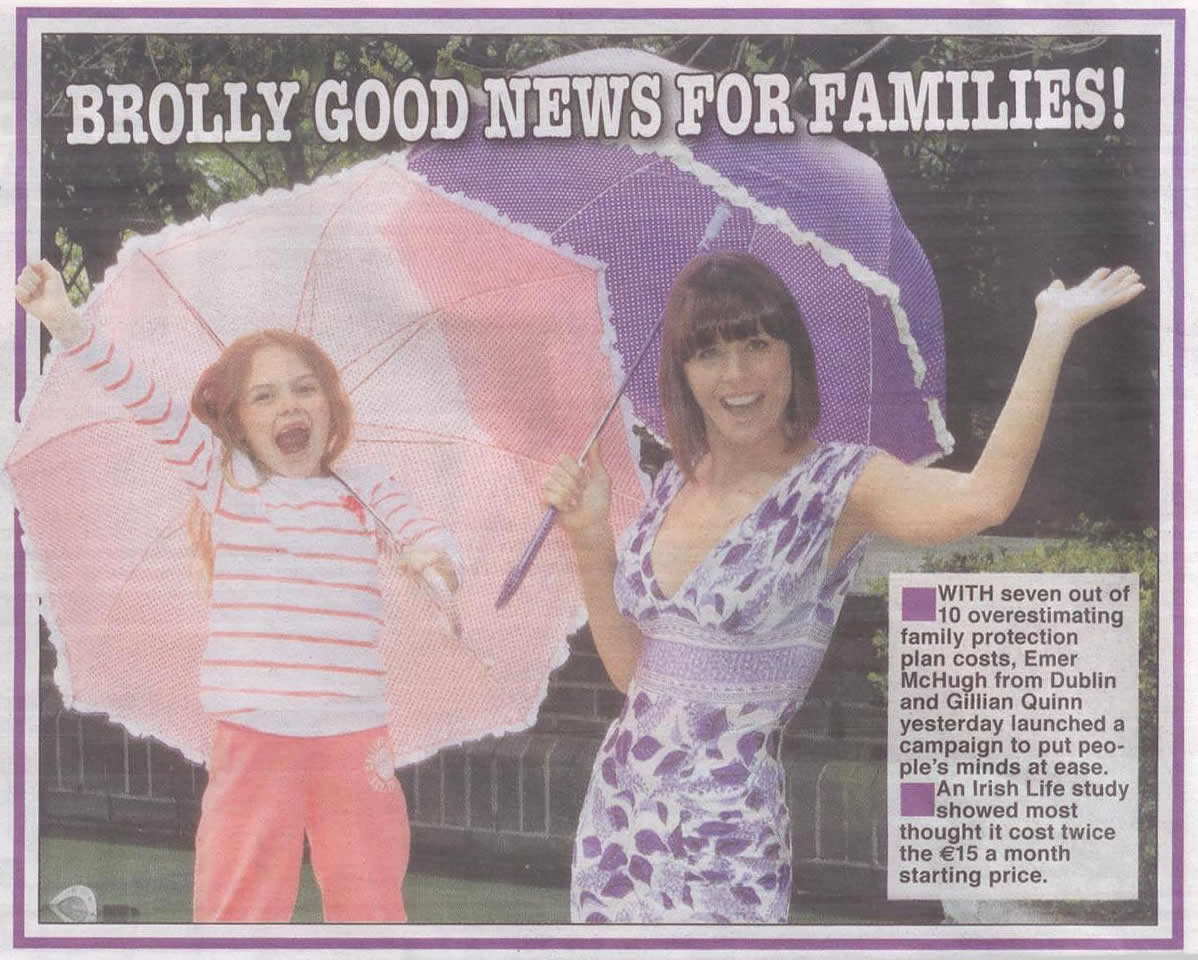 BROLLY GOOD NEWS FOR FAMILIES!
WITH seven out of
10 overestimating
family protection
plan costs, Emer
McHugh from Dublin
and Gillian Quinn
yesterday launched a
campaign to put peo-
ple's minds at ease.
An Irish Life study
showed most
thought it cost twice
the €15 a month
starting price.